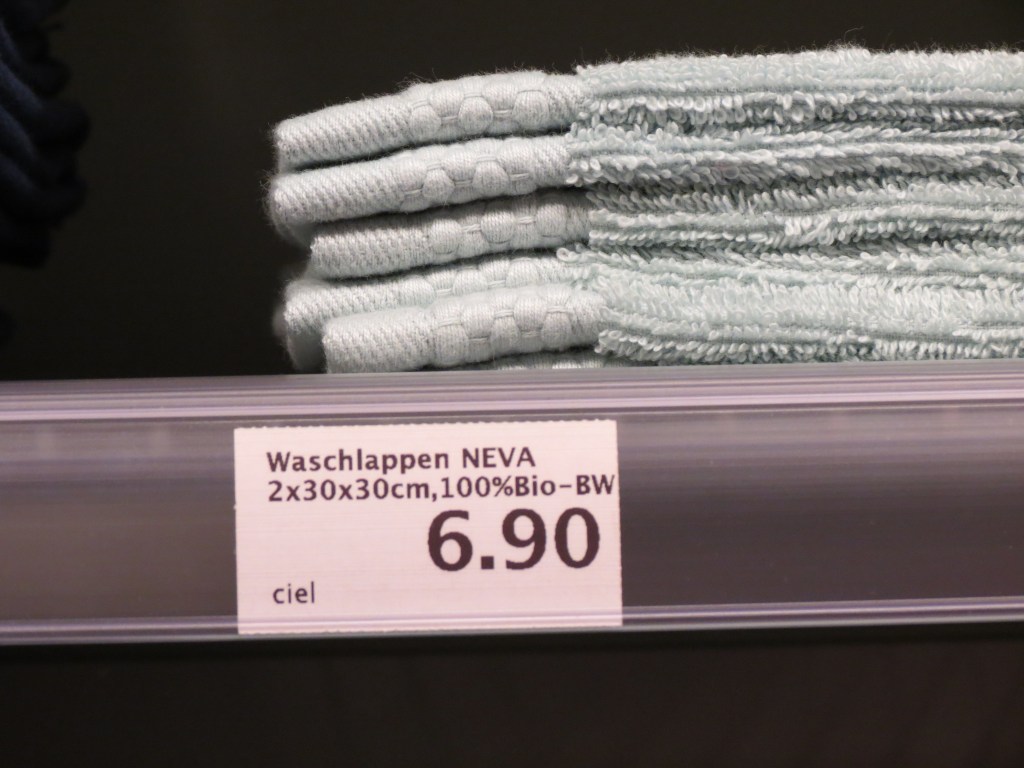 Waschlappen NEVA
2x30x30cm,100%Bio-BW
6.90
ciel